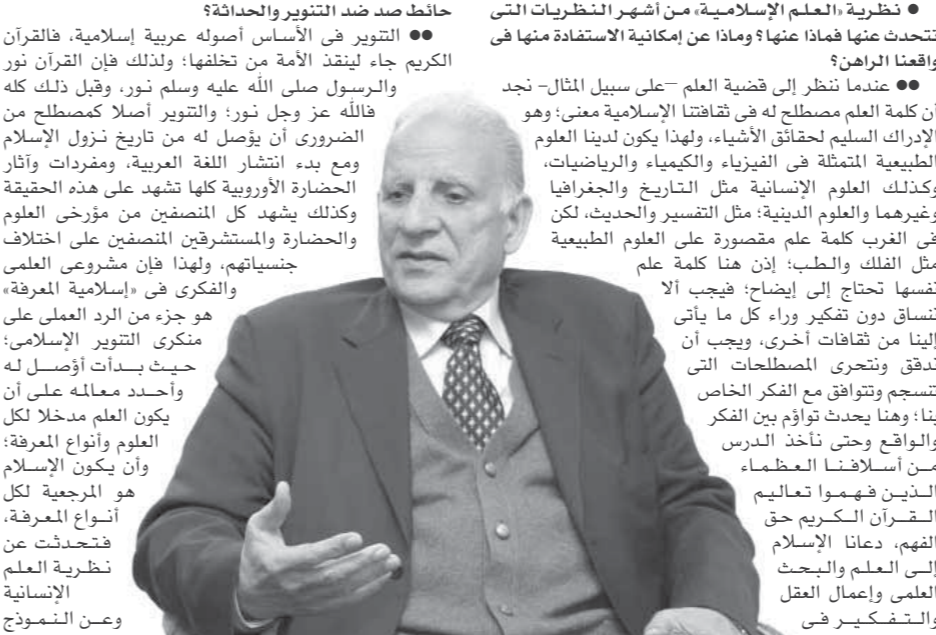 ● نظرية «العلم الإسلامية» من أشهر النظريات التى
تتحدث عنها فماذا عنها؟ وماذا عن إمكانية الاستفادة منها فى
واقعنا الراهن؟
●● عندما ننظر إلى قضية العلم –على سبيل المثال– نجد
أن كلمة العلم مصطلح له فى ثقافتنا الإسلامية معنى؛ وهو
الإدراك السليم لحقائق الأشياء، ولهذا يكون لدينا العلوم
الطبيعية المتمثلة فى الفيزياء والكيمياء والرياضيات،
وكذلك العلوم الإنسانية مثل التاريخ والجغرافيا
وغيرهما والعلوم الدينية؛ مثل التفسير والحديث، لكن
فى الغرب كلمة علم مقصورة على العلوم الطبيعية
مثل الفلك والطب؛ إذن هنا كلمة علم
نفسها تحتاج إلى إيضاح؛ فيجب ألا
ننساق دون تفكير وراء كل ما يأتى
إلينا من ثقافات أخرى، ويجب أن
ندقق ونتحرى المصطلحات التى
تنسجم وتتوافق مع الفكر الخاص
بنا؛ وهنا يحدث تواؤم بين الفكر
والواقع وحتى نأخذ الدرس
من أسلافنا العظماء
الذين فهموا تعاليم
القرآن الكريم حق
الفهم، دعانا الإسلام
إلى العلم والبحث
العلمى وإعمال العقل
والتفكير فى
حائط صد ضد التنوير والحداثة؟
●● التنوير فى الأساس أصوله عربية إسلامية، فالقرآن
الكريم جاء لينقذ الأمة من تخلفها؛ ولذلك فإن القرآن نور
والرسول صلى الله عليه وسلم نور، وقبل ذلك كله
فالله عز وجل نور؛ والتنوير أصلا كمصطلح من
الضرورى أن يؤصل له من تاريخ نزول الإسلام
ومع بدء انتشار اللغة العربية، ومفردات وآثار
الحضارة الأوروبية كلها تشهد على هذه الحقيقة
وكذلك يشهد كل المنصفين من مؤرخى العلوم
والحضارة والمستشرقين المنصفين على اختلاف
جنسياتهم، ولهذا فإن مشروعى العلمى
والفكرى فى «إسلامية المعرفة»
هو جزء من الرد العملى على
منكرى التنوير الإسلامى؛
حيث بدأت أؤصل له
وأحدد معالمه على أن
يكون العلم مدخلا لكل
العلوم وأنواع المعرفة؛
وأن يكون الإسلام
هو المرجعية لكل
أنواع المعرفة،
فتحدثت عن
نظرية العلم
الإنسانية
وعن النموذج